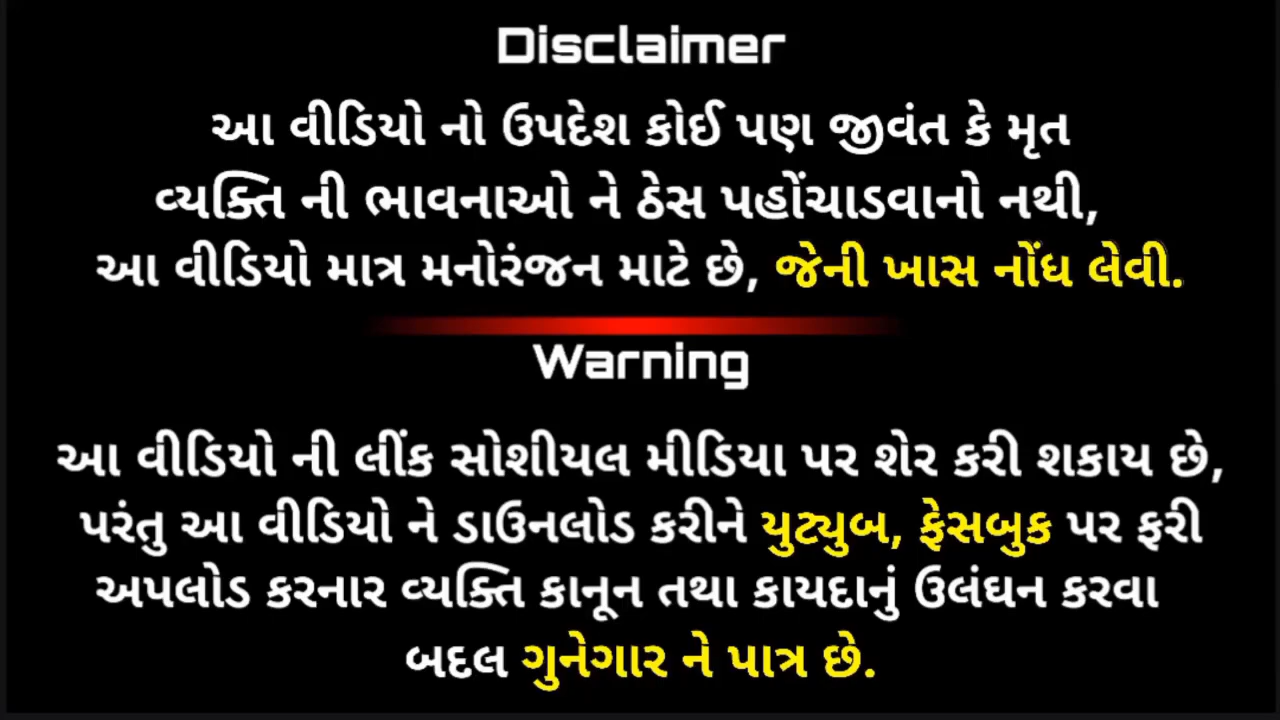 Disclaimer
આ વીડિયો નો ઉપદેશ કોઈ પણ જીવંત કે મૃત
વ્યક્તિ ની ભાવનાઓ ને ઠેસ પહોંચાડવાનો નથી,
આ વીડિયો માત્ર મનોરંજન માટે છે, જેની ખાસ નોંધ લેવી.
Warning
આ વીડિયો ની લીંક સોશીયલ મીડિયા પર શેર કરી શકાય છે,
પરંતુ આ વીડિયો ને ડાઉનલોડ કરીને યુટ્યુબ, ફેસબુક પર ફરી
અપલોડ કરનાર વ્યક્તિ કાનૂન તથા કાયદાનું ઉલંઘન કરવા
બદલ ગુનેગાર ને પાત્ર છે.